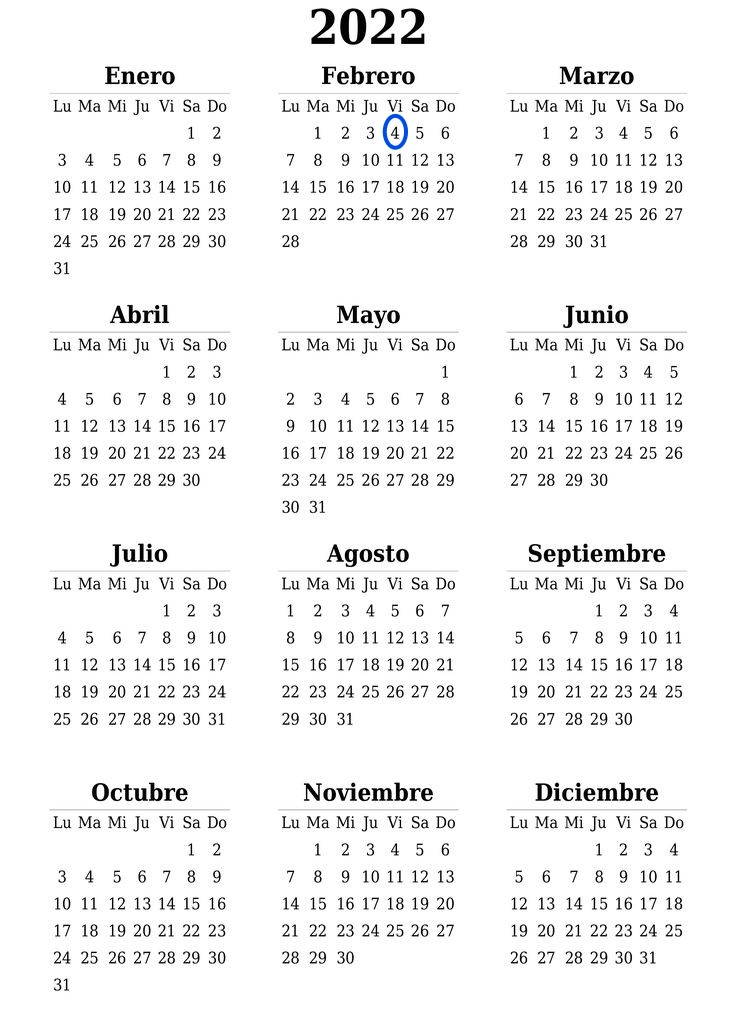 2022
Enero
Lu Ma Mi Ju Vi Sa Do
1 2
3 4 5 6 7 8 9
10 11 12 13 14 15 16
17 18 19 20 21 22 23
24 25 26 27 28 29 30
31
Febrero
Lu Ma Mi Ju Vi Sa Do
1 2 3 4 5 6
7 8 9 10 11 12 13
14 15 16 17 18 19 20
21 22 23 24 25 26 27
28
Marzo
Lu Ma Mi Ju Vi Sa Do
1 2 3 4 5 6
7 8 9 10 11 12 13
14 15 16 17 18 19 20
21 22 23 24 25 26 27
28 29 30 31
Abril
Lu Ma Mi Ju Vi Sa Do
1 2 3
4 5 6 7 8 9 10
11 12 13 14 15 16 17
18 19 20 21 22 23 24
25 26 27 28 29 30
Mayo
Lu Ma Mi Ju Vi Sa Do
1
2 3 4 5 6 7 8
9 10 11 12 13 14 15
16 17 18 19 20 21 22
23 24 25 26 27 28 29
30 31
Junio
Lu Ma Mi Ju Vi Sa Do
1 2 3 4 5
6 7 8 9 10 11 12
13 14 15 16 17 18 19
20 21 22 23 24 25 26
27 28 29 30
Julio
Lu Ma Mi Ju Vi Sa Do
1 2 3
4 5 6 7 8 9 10
11 12 13 14 15 16 17
18 19 20 21 22 23 24
25 26 27 28 29 30 31
Agosto
Lu Ma Mi Ju Vi Sa Do
1 2 3 4 5 6 7
8 9 10 11 12 13 14
15 16 17 18 19 20 21
22 23 24 25 26 27 28
29 30 31
Septiembre
Lu Ma Mi Ju Vi Sa Do
1 2 3 4
5 6 7 8 9 10 11
12 13 14 15 16 17 18
19 20 21 22 23 24 25
26 27 28 29 30
Octubre
Lu Ma Mi Ju Vi Sa Do
1 2
3 4 5 6 7 8 9
10 11 12 13 14 15 16
17 18 19 20 21 22 23
24 25 26 27 28 29 30
31
Noviembre
Lu Ma Mi Ju Vi Sa Do
1 2 3 4 5 6
7 8 9 10 11 12 13
14 15 16 17 18 19 20
21 22 23 24 25 26 27
28 29 30
Diciembre
Lu Ma Mi Ju Vi Sa Do
1 2 3 4
5 6 7 8 9 10 11
12 13 14 15 16 17 18
19 20 21 22 23 24 25
26 27 28 29 30 31